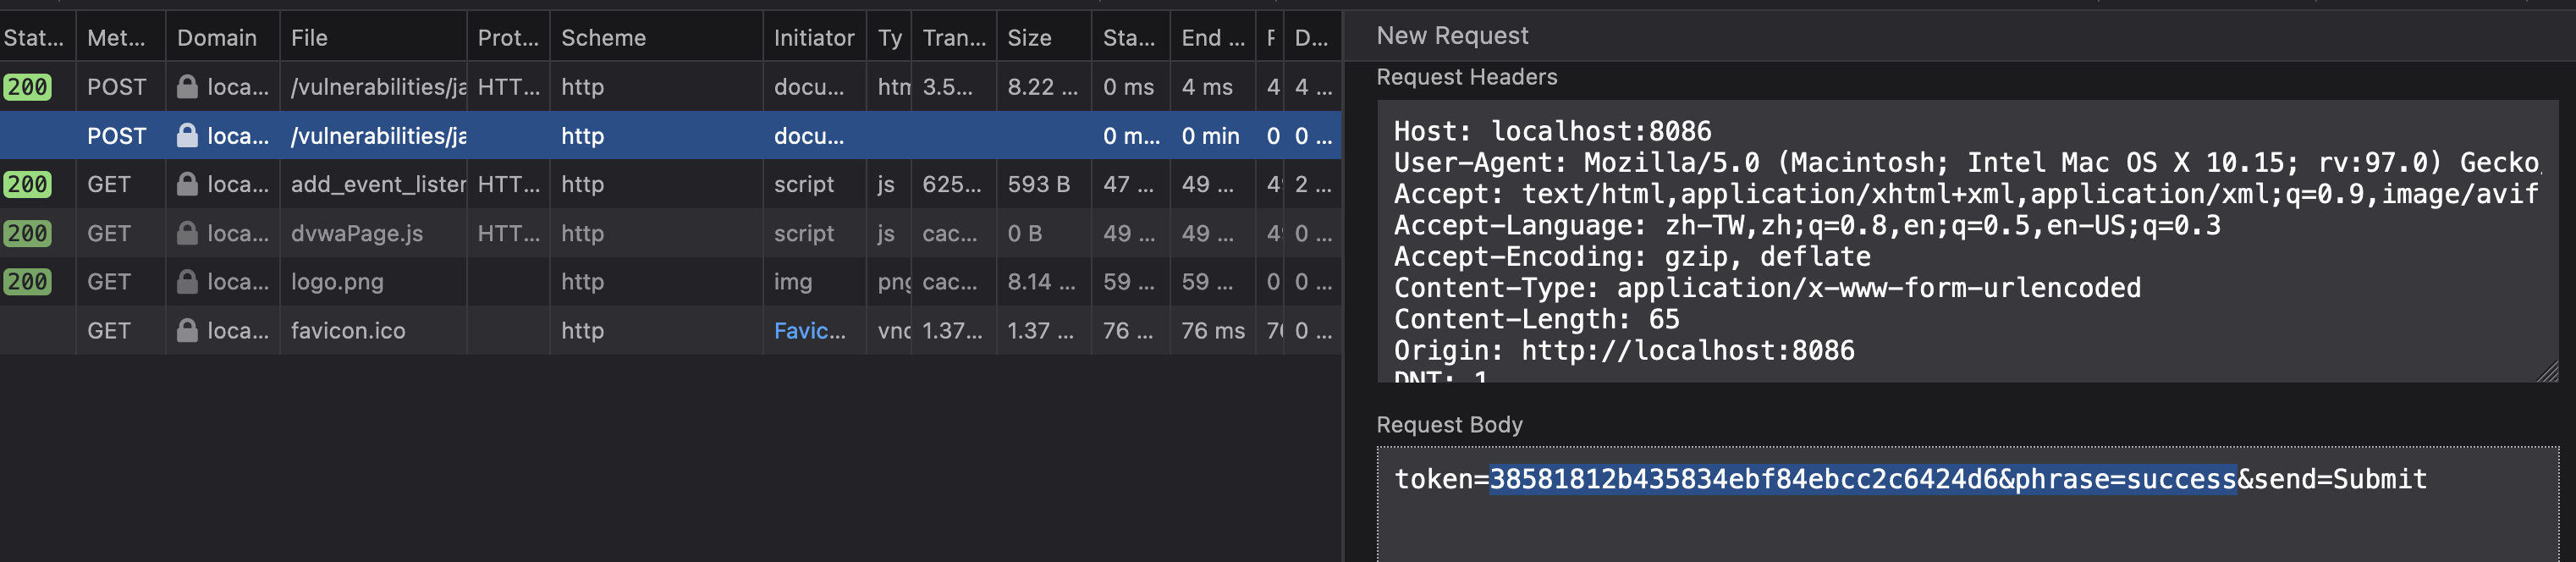 Stat... Met... Domain File Prot... Scheme Initiator Ty Tran... Size Sta... End ... F D...
200 POST loca... /vulnerabilities/ja HTT... http docu... htm 3.5... 8.22 ... 0 ms 4 ms 4 4 ...
POST loca... /vulnerabilities/ja http docu... 0 m... 0 min 0 0 ...
200 GET loca... add_event_lister HTT... http script js 625... 593 B 47 ... 49 ... 49 2 ...
200 GET loca... dvwaPage.js HTT... http script js cac... 0 B 49 ... 49 ... 49 0 ...
200 GET loca... logo.png http img png cac... 8.14 ... 59 ... 59 ... 0 0 ...
GET loca... favicon.ico http Favic... vnd 1.37... 1.37 ... 76 ... 76 ms 76 0 ...
New Request
Request Headers
Host: localhost:8086
User-Agent: Mozilla/5.0 (Macintosh; Intel Mac OS X 10.15; rv:97.0) Gecko/
Accept: text/html,application/xhtml+xml,application/xml;q=0.9,image/avif
Accept-Language: zh-TW,zh;q=0.8,en;q=0.5,en-US;q=0.3
Accept-Encoding: gzip, deflate
Content-Type: application/x-www-form-urlencoded
Content-Length: 65
Origin: http://localhost:8086
DNT: 1
Request Body
token=38581812b435834ebf84ebcc2c6424d6&phrase=success&send=Submit